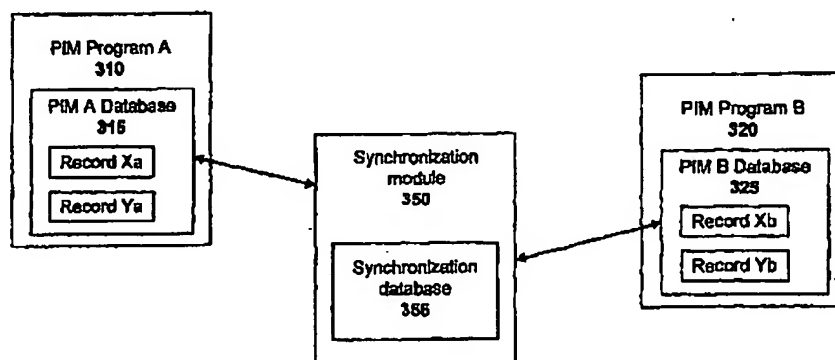 PIM Program A
310
PIM A Database
315
Record Xa
Record Ya
Synchronization
module
350
Synchronization
database
355
PIM Program B
320
PIM B Database
325
Record Xb
Record Yb